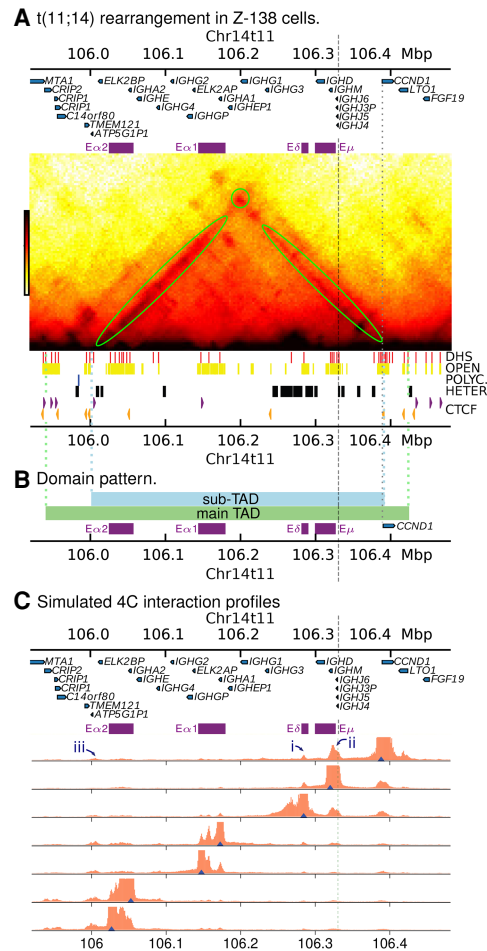 A t(11;14) rearrangement in Z-138 cells.
Chr14t11
106.0 106.1 106.2 106.3 106.4 Mbp
MTA1 ELK2BP IGHG2 IGHG1 IGHD CCND1
CRIP2 IGHA2 ELK2AP IGHG3 IGHM LTO1
CRIP1 IGHE IGHA1 IGHJ6 FGF19
CRIP1 IGHG4 IGHEP1 IGHJ3P
C14orf80 IGHGP IGHJ5
TMEM121 IGHJ4
ATP5G1P1
Eα2 Eα1 Eδ Eμ
DHS
OPEN
POLYC.
HETER
CTCF
106.0 106.1 106.2 106.3 106.4 Mbp
Chr14t11
B Domain pattern.
sub-TAD
main TAD
Eα2 Eα1 Eδ Eμ CCND1
106.0 106.1 106.2 106.3 106.4 Mbp
Chr14t11
C Simulated 4C interaction profiles
Chr14t11
106.0 106.1 106.2 106.3 106.4 Mbp
MTA1 ELK2BP IGHG2 IGHG1 IGHD CCND1
CRIP2 IGHA2 ELK2AP IGHG3 IGHM LTO1
CRIP1 IGHE IGHA1 IGHJ6 FGF19
CRIP1 IGHG4 IGHEP1 IGHJ3P
C14orf80 IGHGP IGHJ5
TMEM121 IGHJ4
ATP5G1P1
Eα2 Eα1 Eδ Eμ
iii i ii
106 106.1 106.2 106.3 106.4